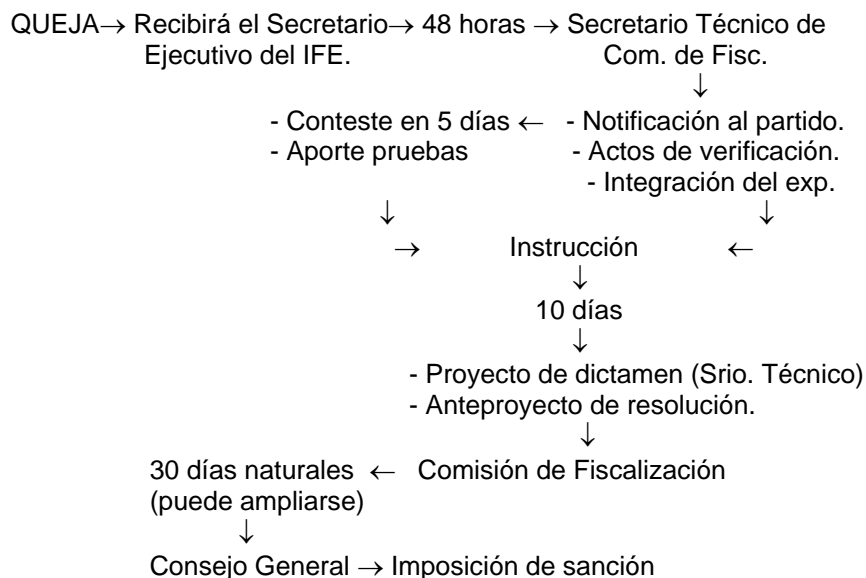 QUEJA→ Recibirá el Secretario→ 48 horas → Secretario Técnico de
Ejecutivo del IFE. Com. de Fisc.
↓
- Conteste en 5 días ← - Notificación al partido.
- Aporte pruebas - Actos de verificación.
- Integración del exp.
↓ ↓
→ Instrucción ←
↓
10 días
↓
- Proyecto de dictamen (Srio. Técnico)
- Anteproyecto de resolución.
↓
30 días naturales ← Comisión de Fiscalización
(puede ampliarse)
↓
Consejo General → Imposición de sanción